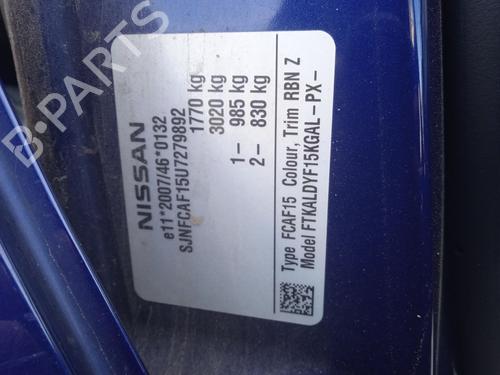 NISSAN
e11*2007/46*0132
SJNFCAF15U7279892
1770 kg
3020 kg
1- 985 kg
2- 830 kg
Type FCAF15 Colour, Trim RBN Z
Model FTKALDYF15KGAL-PX-
B-PARTS